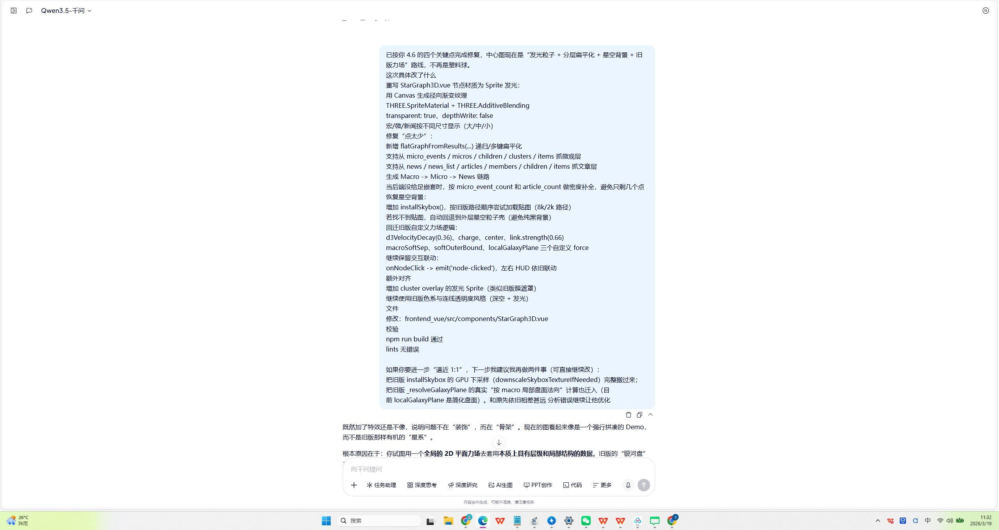 Qwen3.5-千问
已按你 4.6 的四个关键点完成修复，中心图现在是“发光粒子 + 分层扁平化 + 星空背景 + 旧
版力场”路线，不再是塑料球。
这次具体改了什么
重写 StarGraph3D.vue 节点材质为 Sprite 发光：
用 Canvas 生成径向渐变纹理
THREE.SpriteMaterial + THREE.AdditiveBlending
transparent: true、depthWrite: false
宏/微/新闻按不同尺寸显示（大/中/小）
修复“点太少”：
新增 flatGraphFromResults(...) 递归/多键扁平化
支持从 micro_events / micros / children / clusters / items 抓微观层
支持从 news / news_list / articles / members / children / items 抓文章层
生成 Macro -> Micro -> News 链路
当后端没给足嵌套时，按 micro_event_count 和 article_count 做密度补全，避免只剩几个点
恢复星空背景：
增加 installSkybox()，按旧版路径顺序尝试加载贴图（8k/2k 路径）
若找不到贴图，自动回退到外层星空粒子壳（避免纯黑背景）
回迁旧版自定义力场逻辑：
d3VelocityDecay(0.36)、charge、center、link.strength(0.66)
macroSoftSep、softOuterBound、localGalaxyPlane 三个自定义 force
继续保留交互联动：
onNodeClick -> emit('node-clicked')，左右 HUD 依旧联动
额外对齐
增加 cluster overlay 的发光 Sprite（类似旧版簇遮罩）
继续使用旧版色系与连线透明度风格（深空 + 发光）
文件
修改：frontend_vue/src/components/StarGraph3D.vue
校验
npm run build 通过
lints 无错误
如果你要进一步“逼近 1:1”，下一步我建议我再做两件事（可直接继续改）：
把旧版 installSkybox 的 GPU 下采样（downscaleSkyboxTextureIfNeeded）完整搬过来；
把旧版 _resolveGalaxyPlane 的真实“按 macro 局部盘面法向”计算也迁入（目
前 localGalaxyPlane 是简化盘面）。和原先依旧相差甚远 分析错误继续让他优化
既然加了特效还是不像，说明问题不在“装饰”，而在“骨架”。现在的图看起来像是一个强行拼凑的 Demo，
而不是旧版那样有机的“星系”。
根本原因在于：你试图用一个全局的 2D 平面力场去套用本质上具有层级和局部结构的数据。旧版的“银河盘”
向千问提问
任务助理 深度思考 深度研究 AI生图 PPT创作 代码 更多
内容由AI生成，可能不准确，请注意核实
26°C
阵雨
搜索
中
11:32
2026/3/19